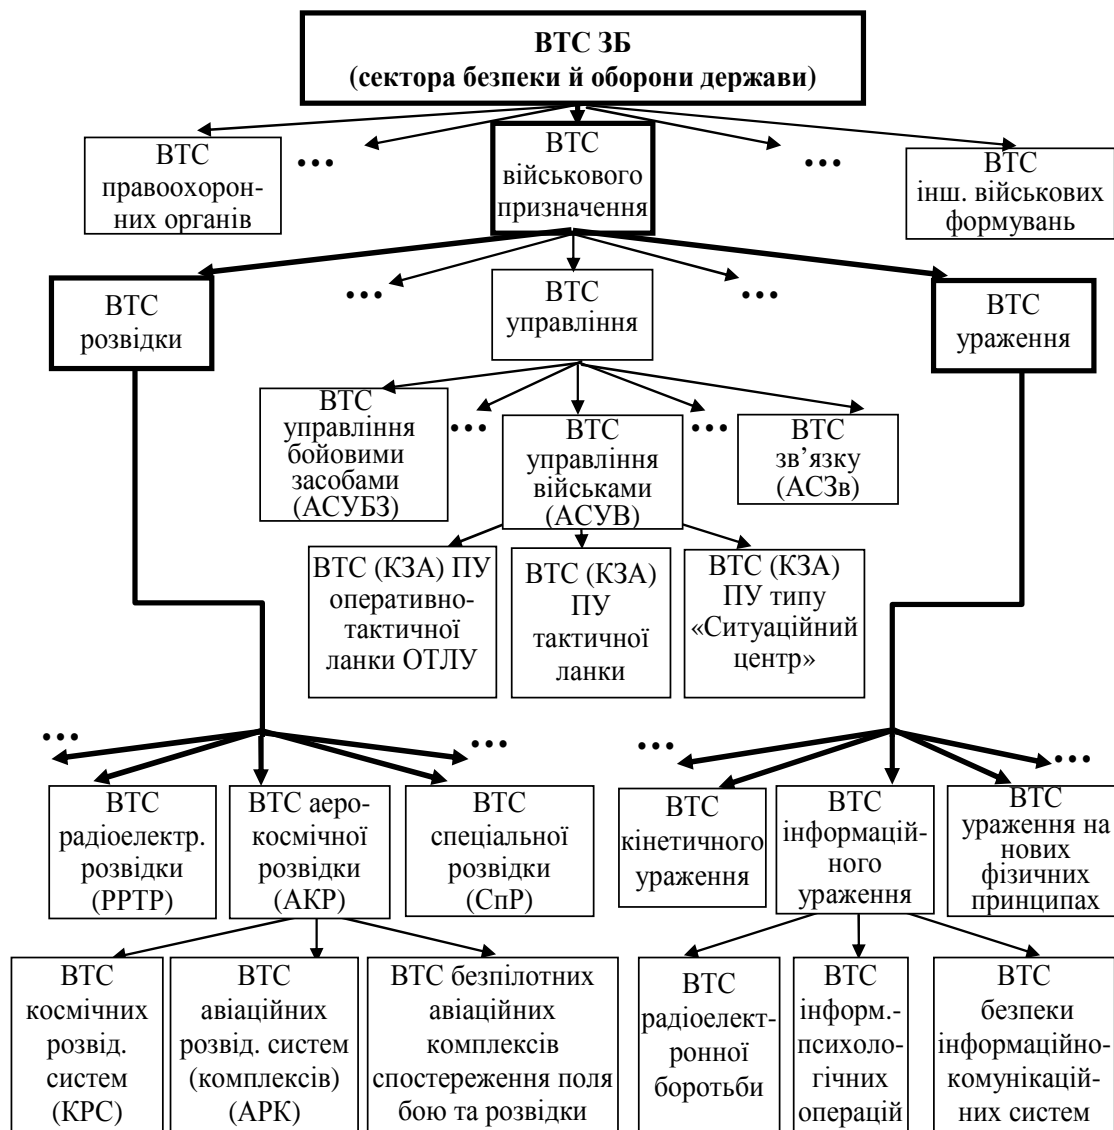 ВТС ЗБ
(сектора безпеки й оборони держави)
ВТС
правоохорон-
них органів
...
ВТС
військового
призначення
...
ВТС
інш. військових
формувань
ВТС
розвідки
...
ВТС
управління
...
ВТС
ураження
ВТС
управління
бойовими
засобами
(АСУБЗ)
...
ВТС
управління
військами
(АСУВ)
...
ВТС
зв’язку
(АСЗв)
ВТС (КЗА) ПУ
оперативно-
тактичної
ланки ОТЛУ
ВТС (КЗА)
ПУ
тактичної
ланки
ВТС (КЗА)
ПУ типу
«Ситуаційний
центр»
...
...
...
...
ВТС
радіоелектр.
розвідки
(РРТР)
ВТС аеро-
космічної
розвідки
(АКР)
ВТС
спеціальної
розвідки
(СпР)
ВТС
кінетичного
ураження
ВТС
інформацій-
ного
ураження
ВТС
ураження на
нових
фізичних
принципах
ВТС
космічних
розвід.
систем
(КРС)
ВТС
авіаційних
розвід. систем
(комплексів)
(АРК)
ВТС безпілотних
авіаційних
комплексів
спостереження поля
бою та розвідки
ВТС
радіоелект-
ронної
боротьби
ВТС
інформ.-
психоло-
гічних
операцій
ВТС
безпеки
інформаційно-
комунікацій-
них систем